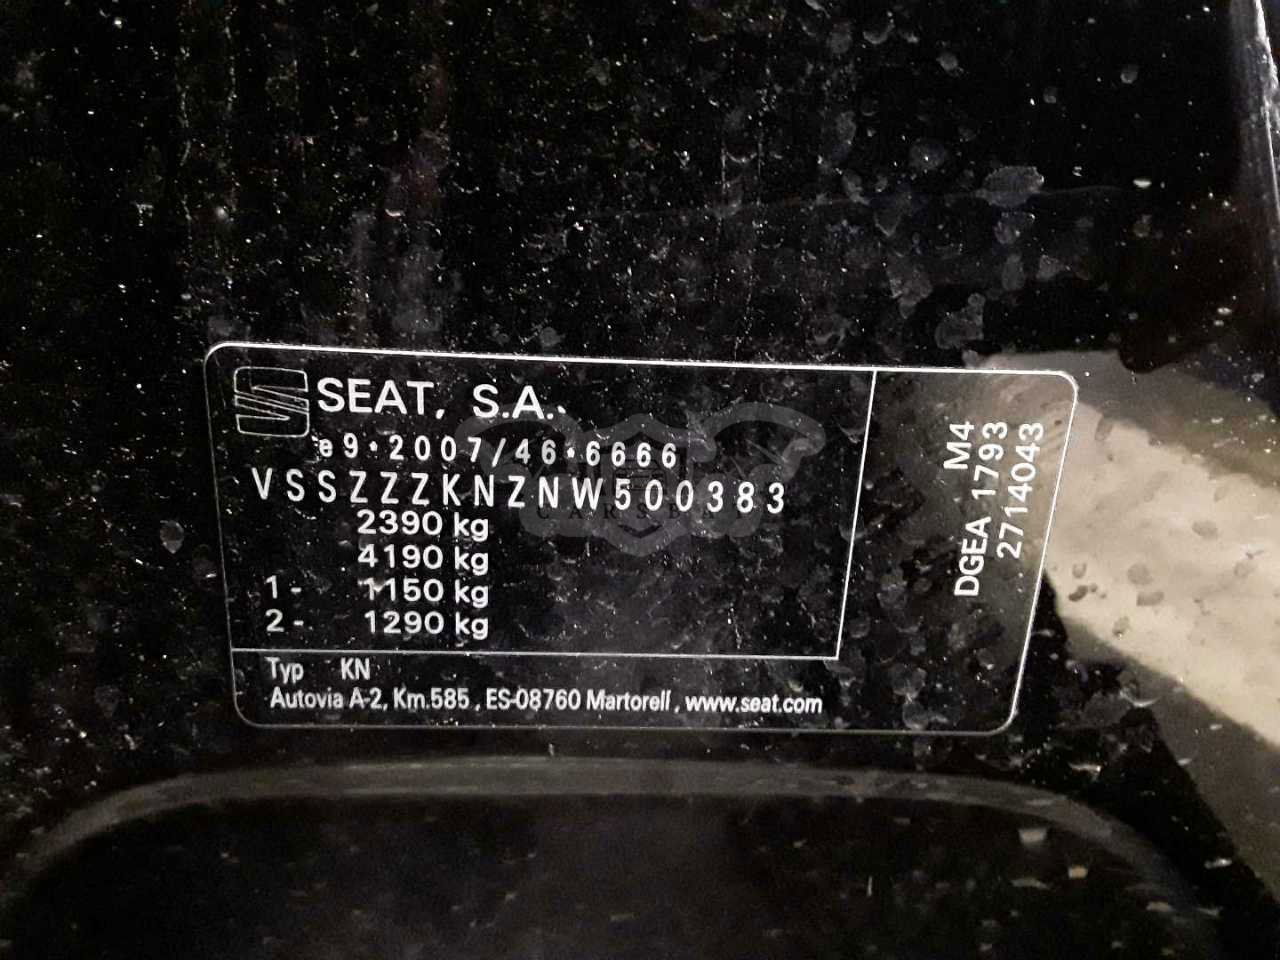 SEAT, S.A.
e9*2007/46*6666
VSSZZZKNZNW500383
2390 kg
4190 kg
1- 1150 kg
2- 1290 kg
Typ KN
Autovia A-2, Km.585, ES-08760 Martorell, www.seat.com
M4
DGEA 1793
2714043